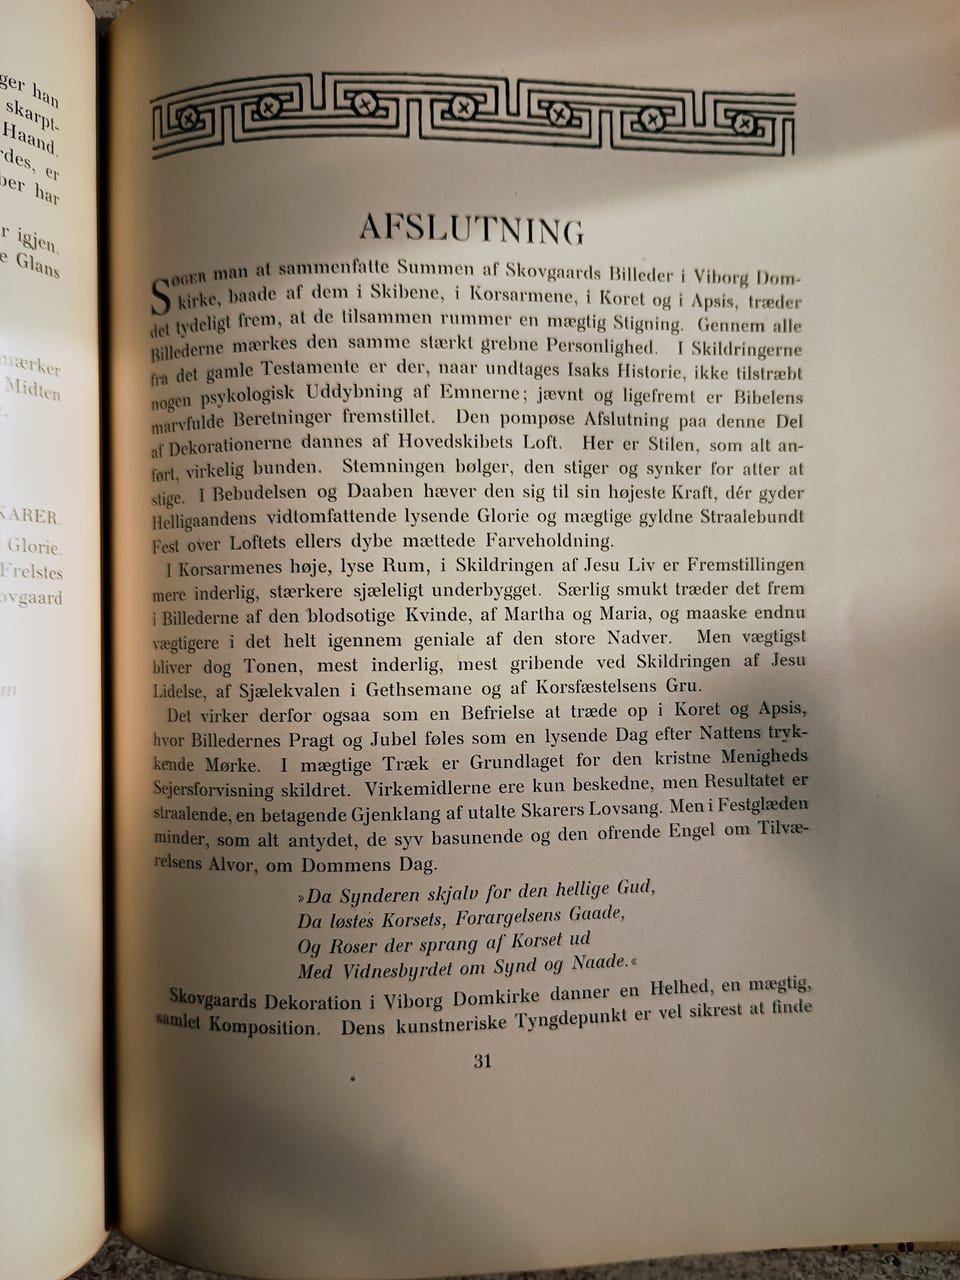 ger han
skarpt-
Haand.
rdes, er
ber har
r igjen.
e Glans
mærker
Midten
KARER.
Glorie.
Frelstes
ovgaard
AFSLUTNING
SØGER man at sammenfatte Summen af Skovgaards Billeder i Viborg Dom-
kirke, baade af dem i Skibene, i Korsarmene, i Koret og i Apsis, træder
det tydeligt frem, at de tilsammen rummer en mægtig Stigning. Gennem alle
Billederne mærkes den samme stærkt grebne Personlighed. I Skildringerne
fra det gamle Testamente er der, naar undtages Isaks Historie, ikke tilstræbt
nogen psykologisk Uddybning af Emnerne; jævnt og ligefremt er Bibelens
marvfulde Beretninger fremstillet. Den pompøse Afslutning paa denne Del
af Dekorationerne dannes af Hovedskibets Loft. Her er Stilen, som alt an-
ført, virkelig bunden. Stemningen bølger, den stiger og synker for atter at
stige. I Bebudelsen og Daaben hæver den sig til sin højeste Kraft, dér gyder
Helligaandens vidtomfattende lysende Glorie og mægtige gyldne Straalebundt
Fest over Loftets ellers dybe mættede Farveholdning.
I Korsarmenes høje, lyse Rum, i Skildringen af Jesu Liv er Fremstillingen
mere inderlig, stærkere sjæleligt underbygget. Særlig smukt træder det frem
i Billederne af den blodsotige Kvinde, af Martha og Maria, og maaske endnu
vægtigere i det helt igennem geniale af den store Nadver. Men vægtigst
bliver dog Tonen, mest inderlig, mest gribende ved Skildringen af Jesu
Lidelse, af Sjælekvalen i Gethsemane og af Korsfæstelsens Gru.
Det virker derfor ogsaa som en Befrielse at træde op i Koret og Apsis,
hvor Billedernes Pragt og Jubel føles som en lysende Dag efter Nattens tryk-
kende Mørke. I mægtige Træk er Grundlaget for den kristne Menigheds
Sejersforvisning skildret. Virkemidlerne ere kun beskedne, men Resultatet er
straalende, en betagende Gjenklang af utalte Skarers Lovsang. Men i Festglæden
minder, som alt antydet, de syv basunende og den ofrende Engel om Tilvæ-
relsens Alvor, om Dommens Dag.
»Da Synderen skjalv for den hellige Gud,
Da løstes Korsets, Forargelsens Gaade,
Og Roser der sprang af Korset ud
Med Vidnesbyrdet om Synd og Naade.«
Skovgaards Dekoration i Viborg Domkirke danner en Helhed, en mægtig,
samlet Komposition. Dens kunstneriske Tyngdepunkt er vel sikrest at finde
31